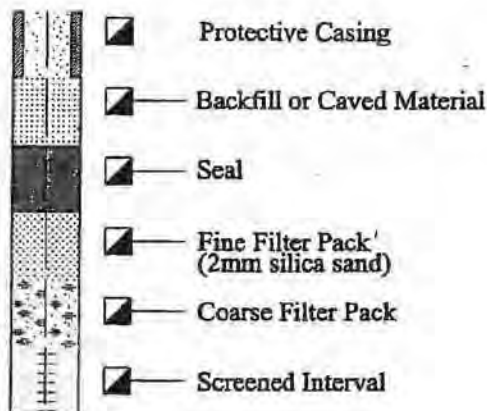 Protective Casing
Backfill or Caved Material
Seal
Fine Filter Pack'
(2mm silica sand)
Coarse Filter Pack
Screened Interval